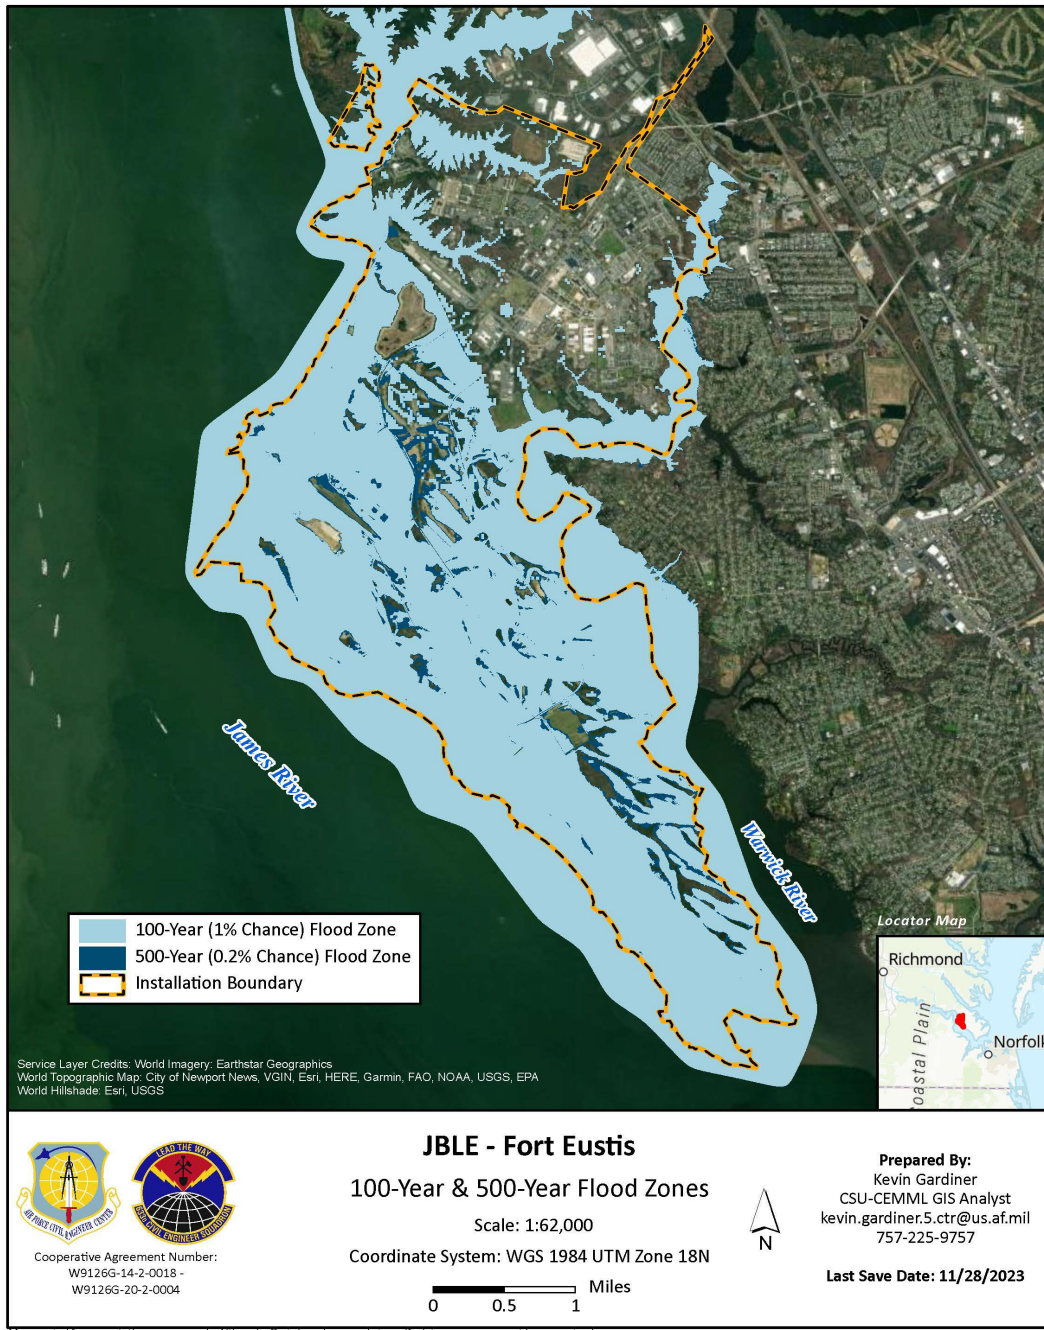 James River
Warwick River
100-Year (1% Chance) Flood Zone
500-Year (0.2% Chance) Flood Zone
Installation Boundary
Locator Map
Richmond
Norfolk
oastal Plain
Service Layer Credits: World Imagery: Earthstar Geographics
World Topographic Map: City of Newport News, VGIN, Esri, HERE, Garmin, FAO, NOAA, USGS, EPA
World Hillshade: Esri, USGS
AIR FORCE CIVIL ENGINEER CENTER
LEAD THE WAY
633D CIVIL ENGINEER SQUADRON
Cooperative Agreement Number:
W9126G-14-2-0018 -
W9126G-20-2-0004
JBLE - Fort Eustis
100-Year & 500-Year Flood Zones
Scale: 1:62,000
Coordinate System: WGS 1984 UTM Zone 18N
Miles
0 0.5 1
N
Prepared By:
Kevin Gardiner
CSU-CEMML GIS Analyst
kevin.gardiner.5.ctr@us.af.mil
757-225-9757
Last Save Date: 11/28/2023